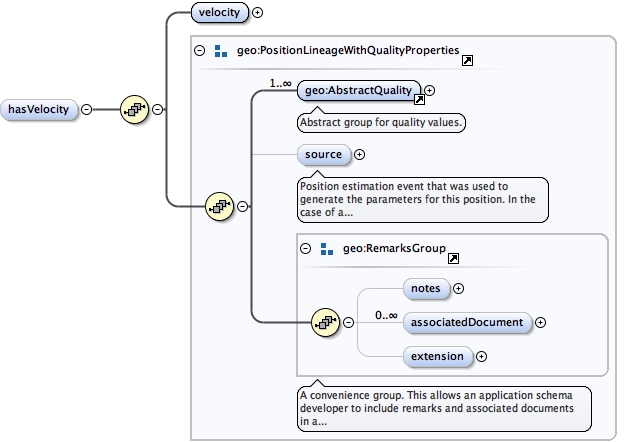 velocity
geo:PositionLineageWithQualityProperties
1..∞
geo:AbstractQuality
hasVelocity
Abstract group for quality values.
source
Position estimation event that was used to
generate the parameters for this position. In the
case of a...
geo:RemarksGroup
notes
0..∞
associatedDocument
extension
A convenience group. This allows an application schema
developer to include remarks and associated documents
in a...